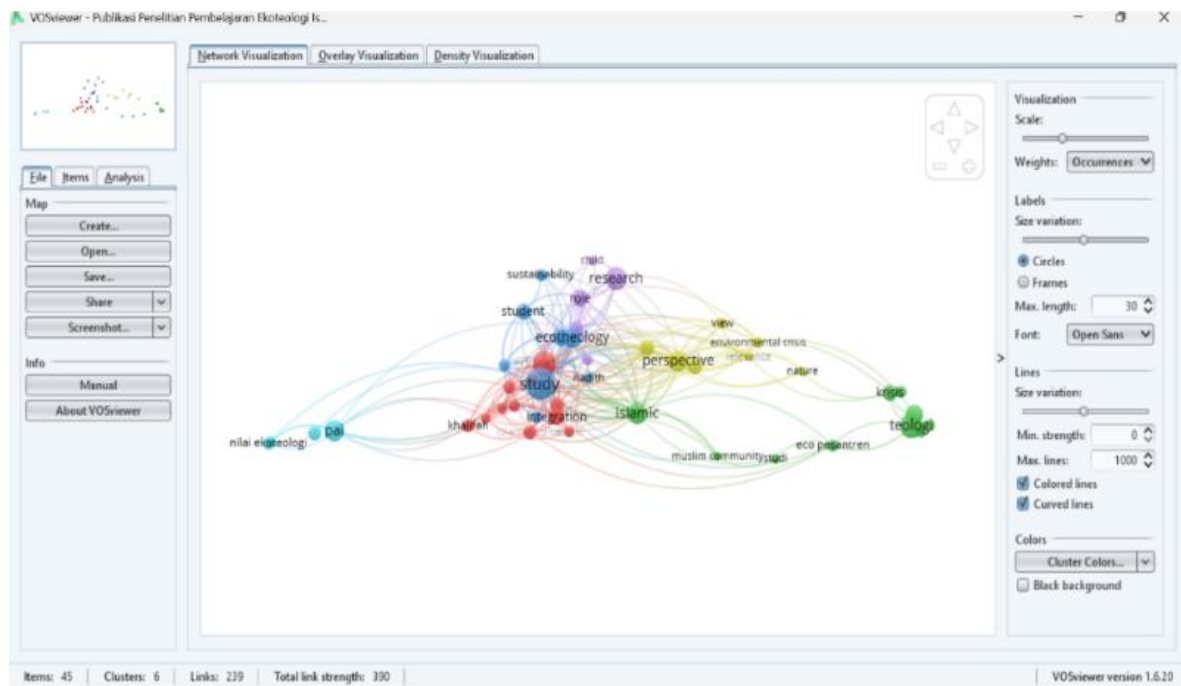 VOSviewer - Publikasi Penelitian Pembelajaran Ekoteologi Is...
Network Visualization Overlay Visualization Density Visualization
File Items Analysis
Map
Create...
Open...
Save...
Share
Screenshot...
Info
Manual
About VOSviewer
child
sustainability
research
role
student
ecotheology
view
environmental crisis
relevance
perspective
nature
study
hadith
krisis
islamic
integration
khalifah
teologi
pai
nilai ekoteologi
eco pesantren
muslim community
studi
Visualization
Scale:
Weights: Occurrences
Labels
Size variation:
Circles
Frames
Max. length: 30
Font: Open Sans
Lines
Size variation:
Min. strength: 0
Max. lines: 1000
Colored lines
Curved lines
Colors
Cluster Colors...
Black background
Items: 45 Clusters: 6 Links: 239 Total link strength: 390 VOSviewer version 1.6.20